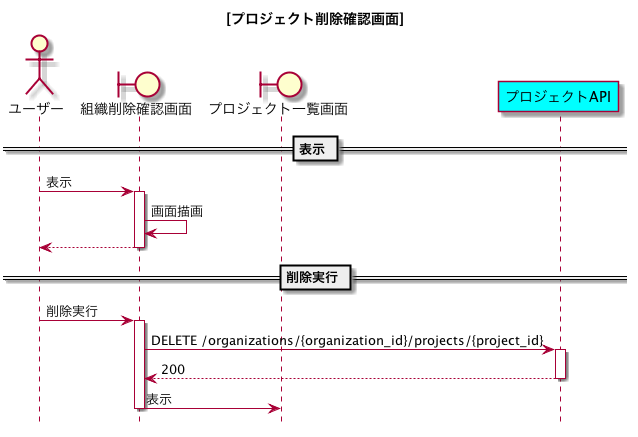 [プロジェクト削除確認画面]
ユーザー
組織削除確認画面
プロジェクト一覧画面
プロジェクトAPI
表示
表示
画面描画
削除実行
削除実行
DELETE /organizations/{organization_id}/projects/{project_id}
200
表示